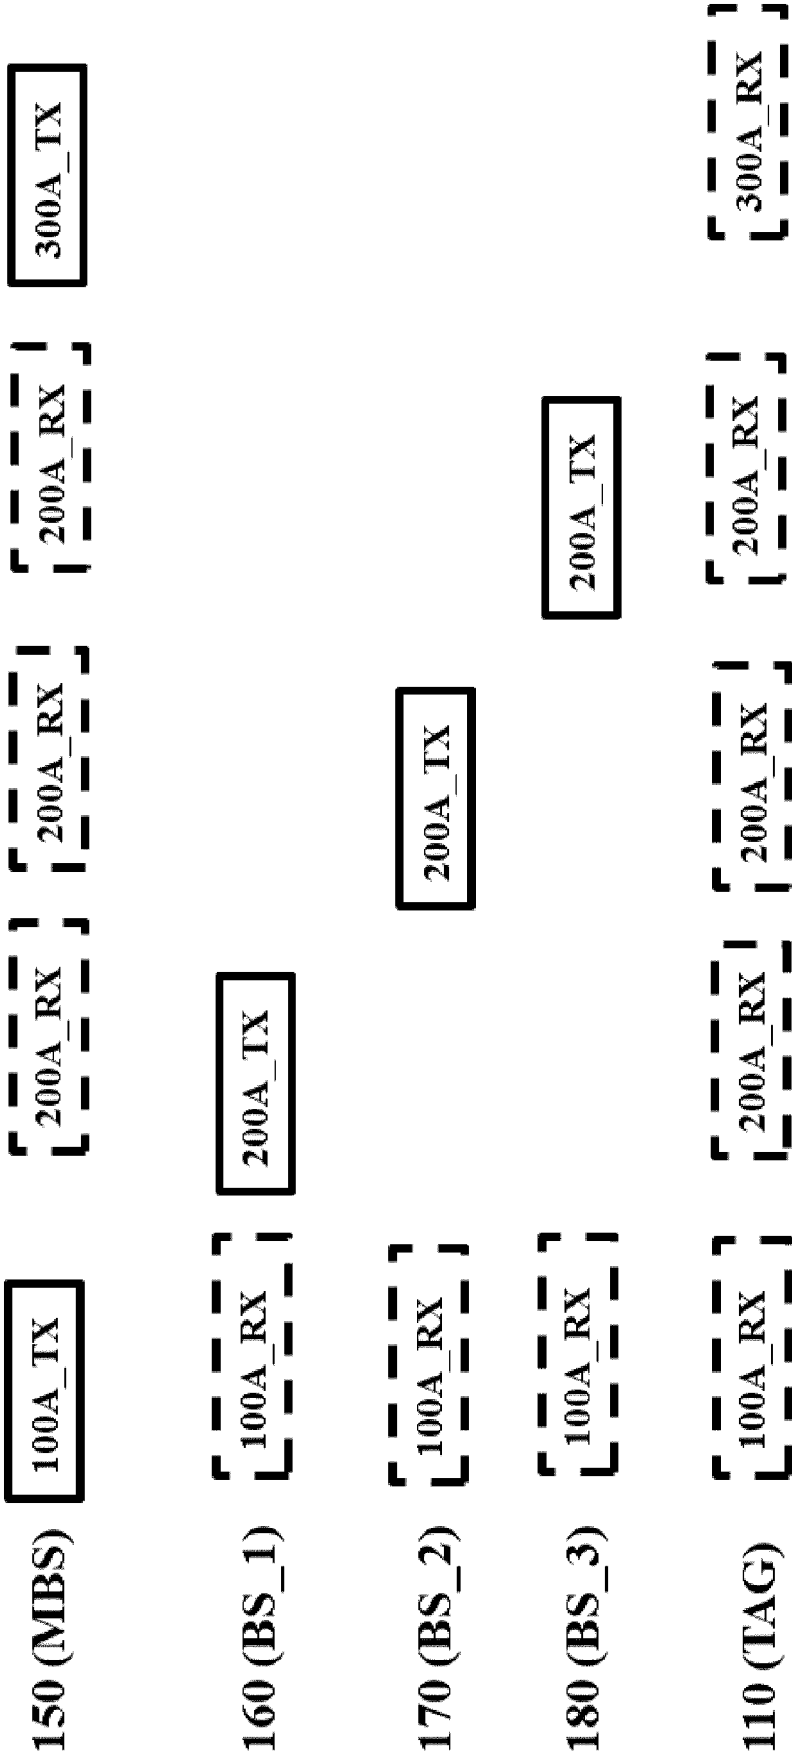 150 (MBS) 100A_TX 200A_RX 200A_RX 200A_RX 300A_TX
160 (BS_1) 100A_RX 200A_TX
170 (BS_2) 100A_RX 200A_TX
180 (BS_3) 100A_RX 200A_TX
110 (TAG) 100A_RX 200A_RX 200A_RX 200A_RX 300A_RX